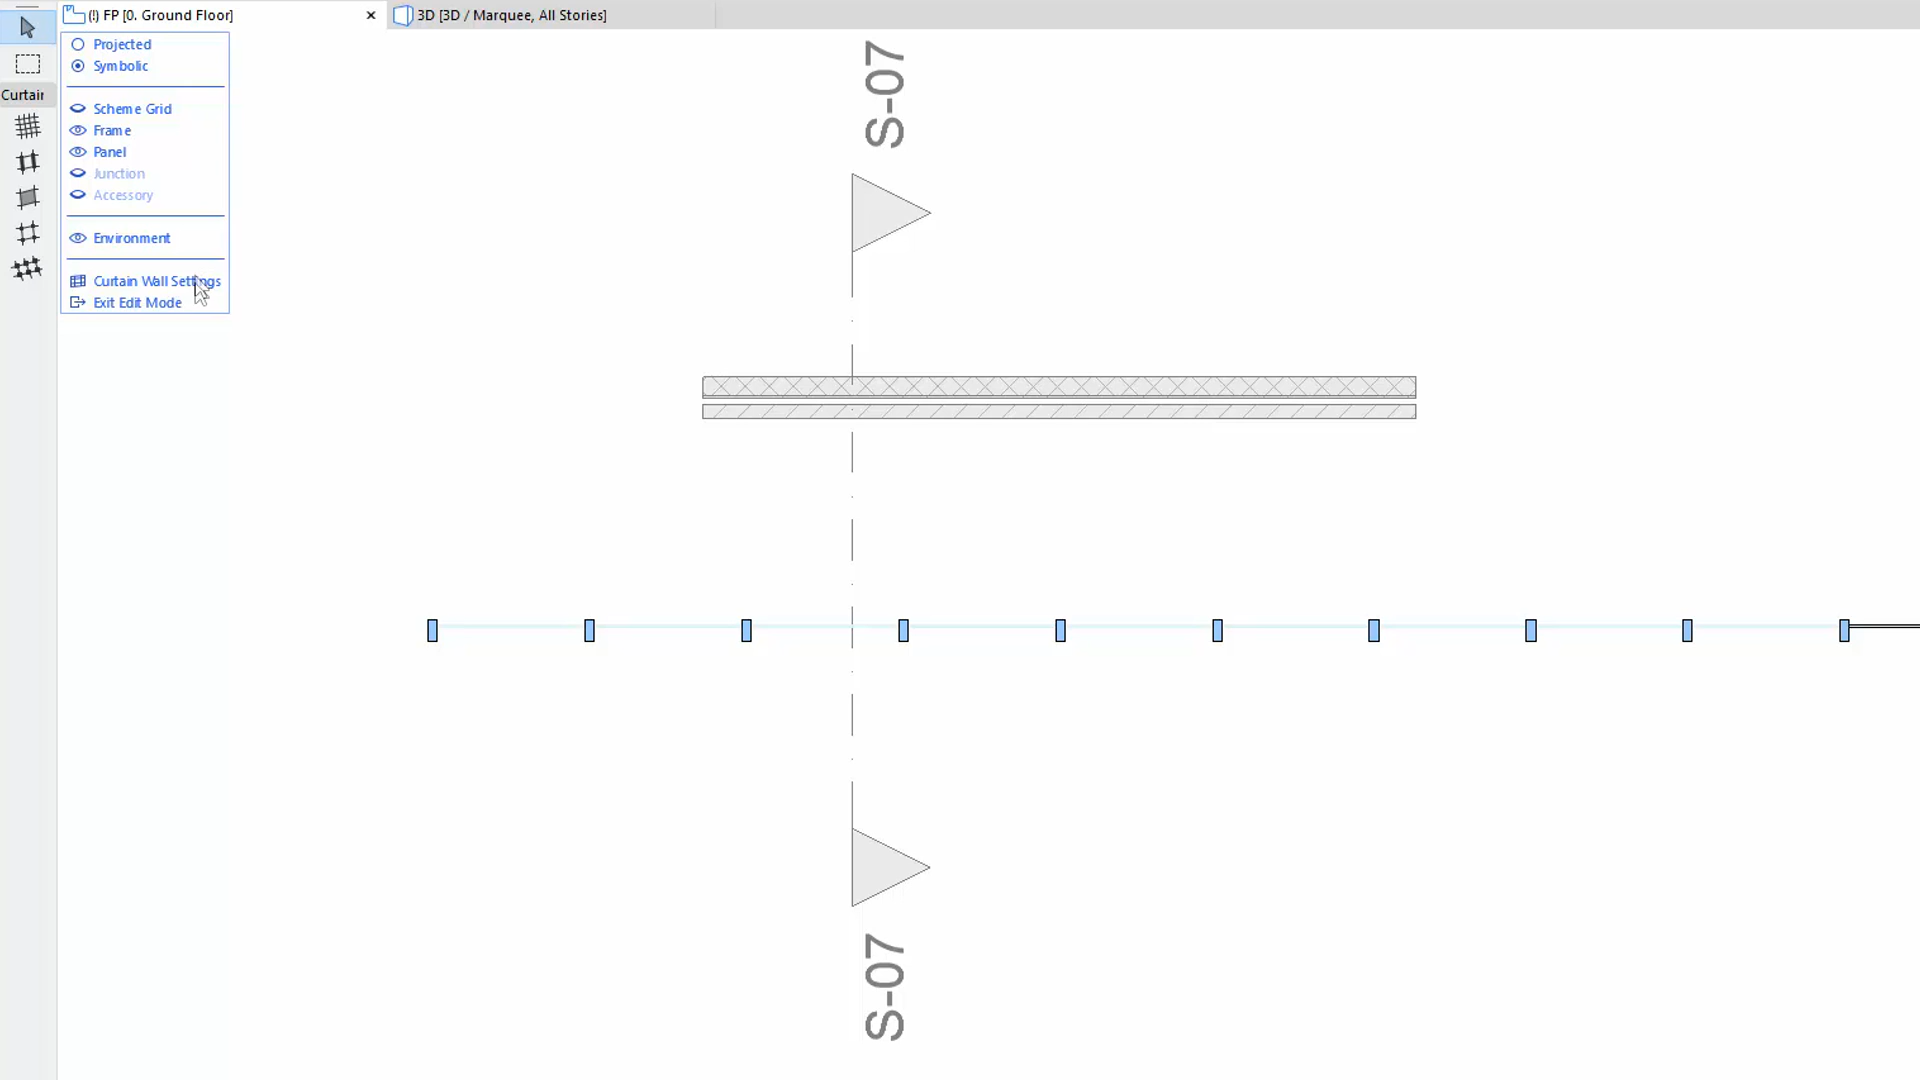 (!) FP [0. Ground Floor]
3D [3D / Marquee, All Stories]
Projected
Symbolic
Curtair
Scheme Grid
Frame
Panel
Junction
Accessory
Environment
Curtain Wall Settings
Exit Edit Mode
S-07
S-07